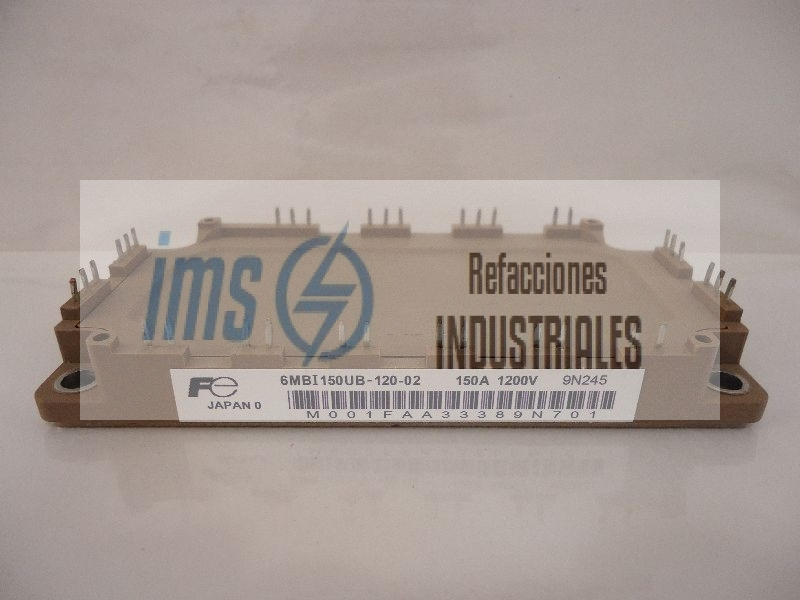 ims
Refacciones
INDUSTRIALES
Fe
6MBI150UB-120-02 150A 1200V 9N245
JAPAN 0
M001FAA33389N701